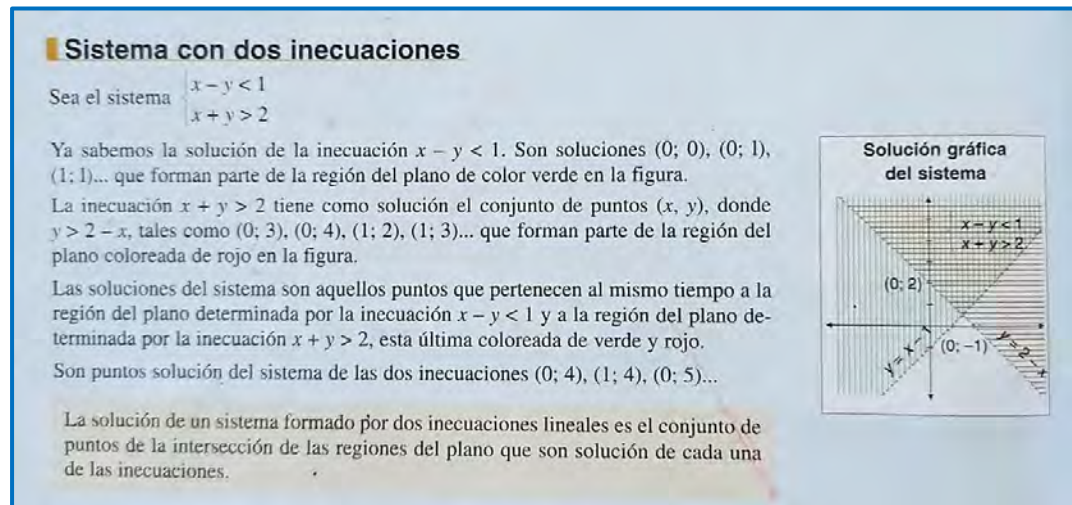 Sistema con dos inecuaciones
Sea el sistema { x – y < 1
x + y > 2
Ya sabemos la solución de la inecuación x – y < 1. Son soluciones (0; 0), (0; 1),
(1; 1)... que forman parte de la región del plano de color verde en la figura.
La inecuación x + y > 2 tiene como solución el conjunto de puntos (x, y), donde
y > 2 – x, tales como (0; 3), (0; 4), (1; 2), (1; 3)... que forman parte de la región del
plano coloreada de rojo en la figura.
Las soluciones del sistema son aquellos puntos que pertenecen al mismo tiempo a la
región del plano determinada por la inecuación x – y < 1 y a la región del plano de-
terminada por la inecuación x + y > 2, esta última coloreada de verde y rojo.
Son puntos solución del sistema de las dos inecuaciones (0; 4), (1; 4), (0; 5)...
La solución de un sistema formado por dos inecuaciones lineales es el conjunto de
puntos de la intersección de las regiones del plano que son solución de cada una
de las inecuaciones.
Solución gráfica
del sistema
x – y < 1
x + y > 2
(0; 2)
(0; –1)
y = x – 1
y = 2 – x